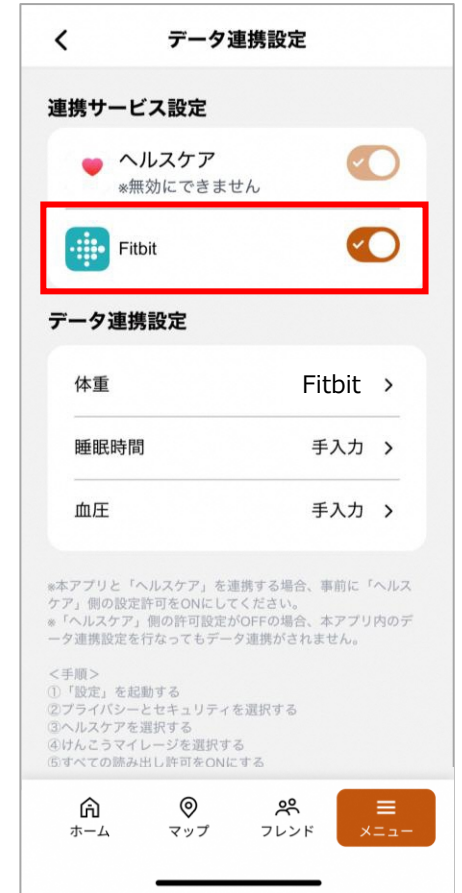 データ連携設定
連携サービス設定
ヘルスケア
※無効にできません
Fitbit
データ連携設定
体重 Fitbit
睡眠時間 手入力
血圧 手入力
※本アプリと「ヘルスケア」を連携する場合、事前に「ヘルス
ケア」側の設定許可をONにしてください。
※「ヘルスケア」側の許可設定がOFFの場合、本アプリ内のデ
ータ連携設定を行なってもデータ連携がされません。
＜手順＞
①「設定」を起動する
②プライバシーとセキュリティを選択する
③ヘルスケアを選択する
④けんこうマイレージを選択する
⑤すべての読み出し許可をONにする
ホーム マップ フレンド メニュー